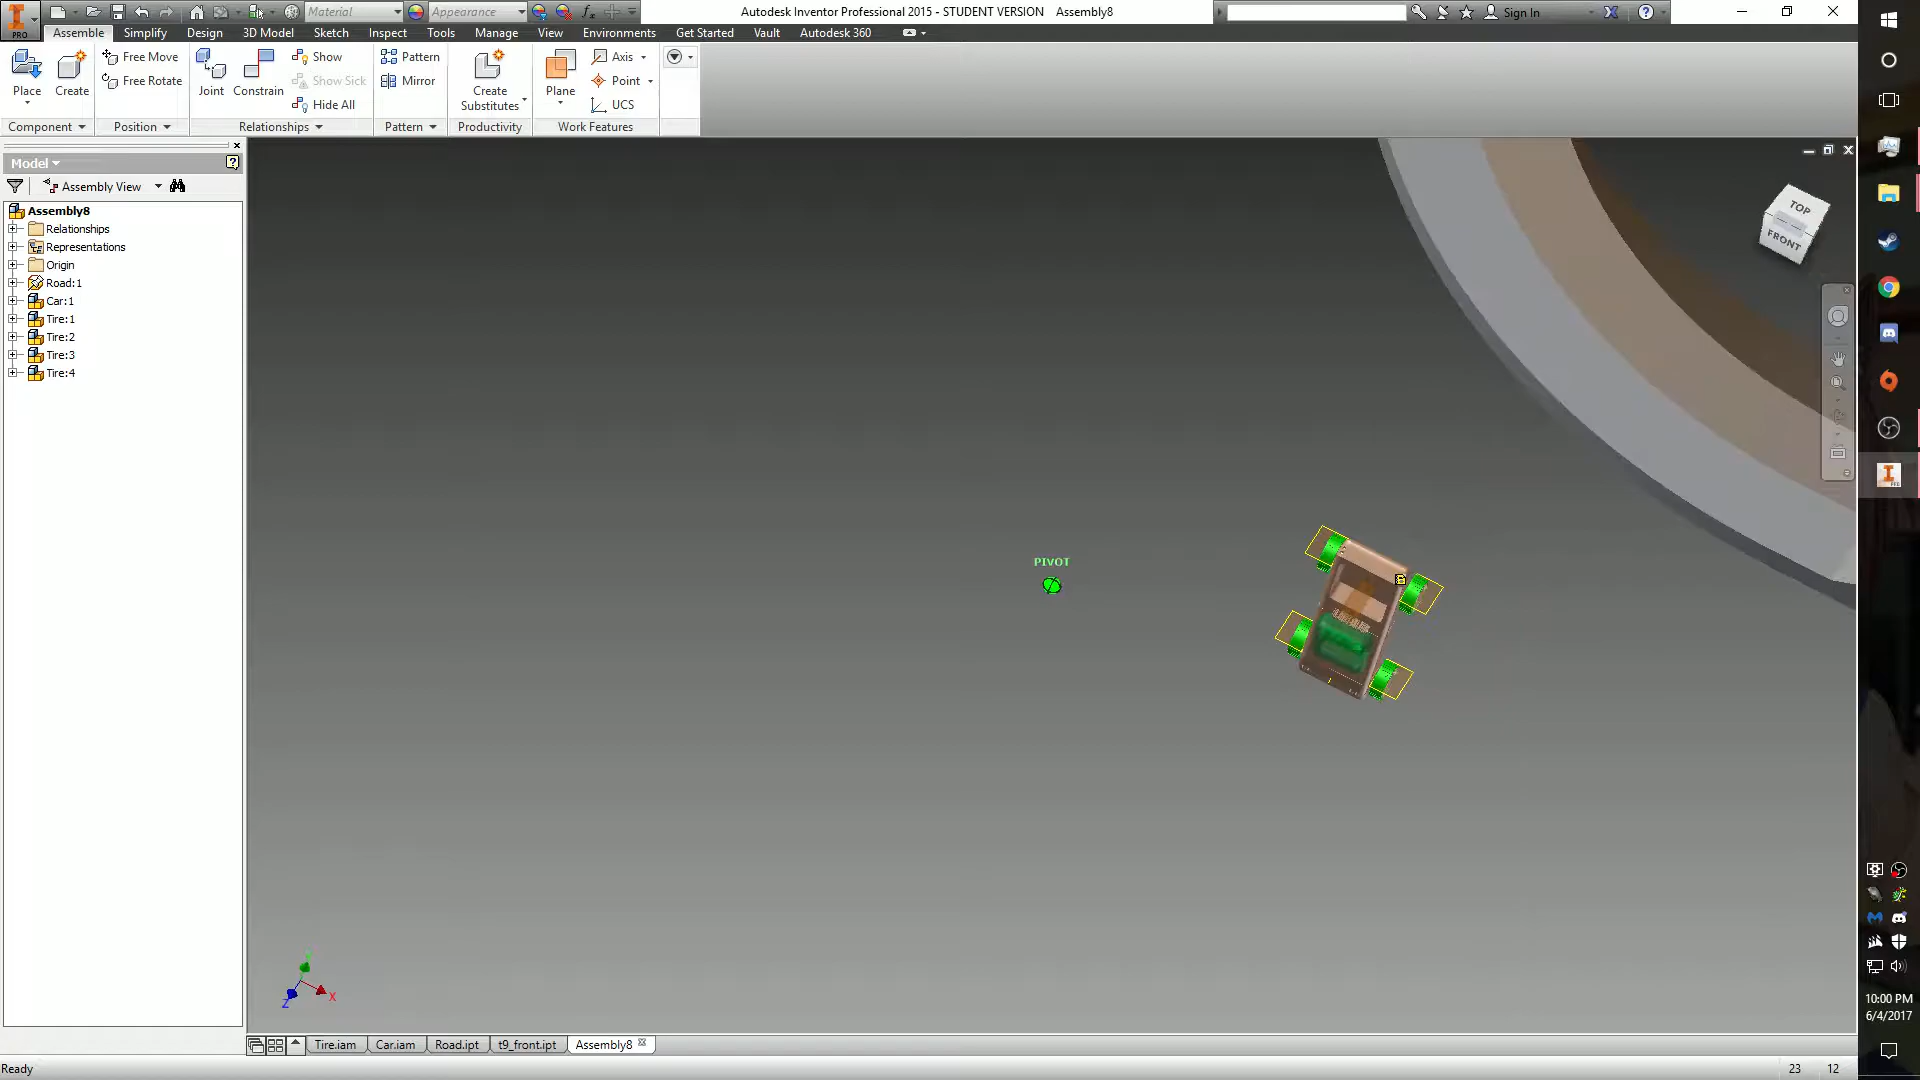 Material
Appearance
Autodesk Inventor Professional 2015 - STUDENT VERSION Assembly8
Sign In
PRO
Assemble
Simplify
Design
3D Model
Sketch
Inspect
Tools
Manage
View
Environments
Get Started
Vault
Autodesk 360
Place
Create
Free Move
Free Rotate
Joint
Constrain
Show
Show Sick
Hide All
Pattern
Mirror
Create
Substitutes
Plane
Axis
Point
UCS
Component
Position
Relationships
Pattern
Productivity
Work Features
Model
Assembly View
Assembly8
Relationships
Representations
Origin
Road:1
Car:1
Tire:1
Tire:2
Tire:3
Tire:4
TOP
FRONT
PIVOT
X
Z
Tire.iam
Car.iam
Road.ipt
t9_front.ipt
Assembly8
Ready
23
12
10:00 PM
6/4/2017